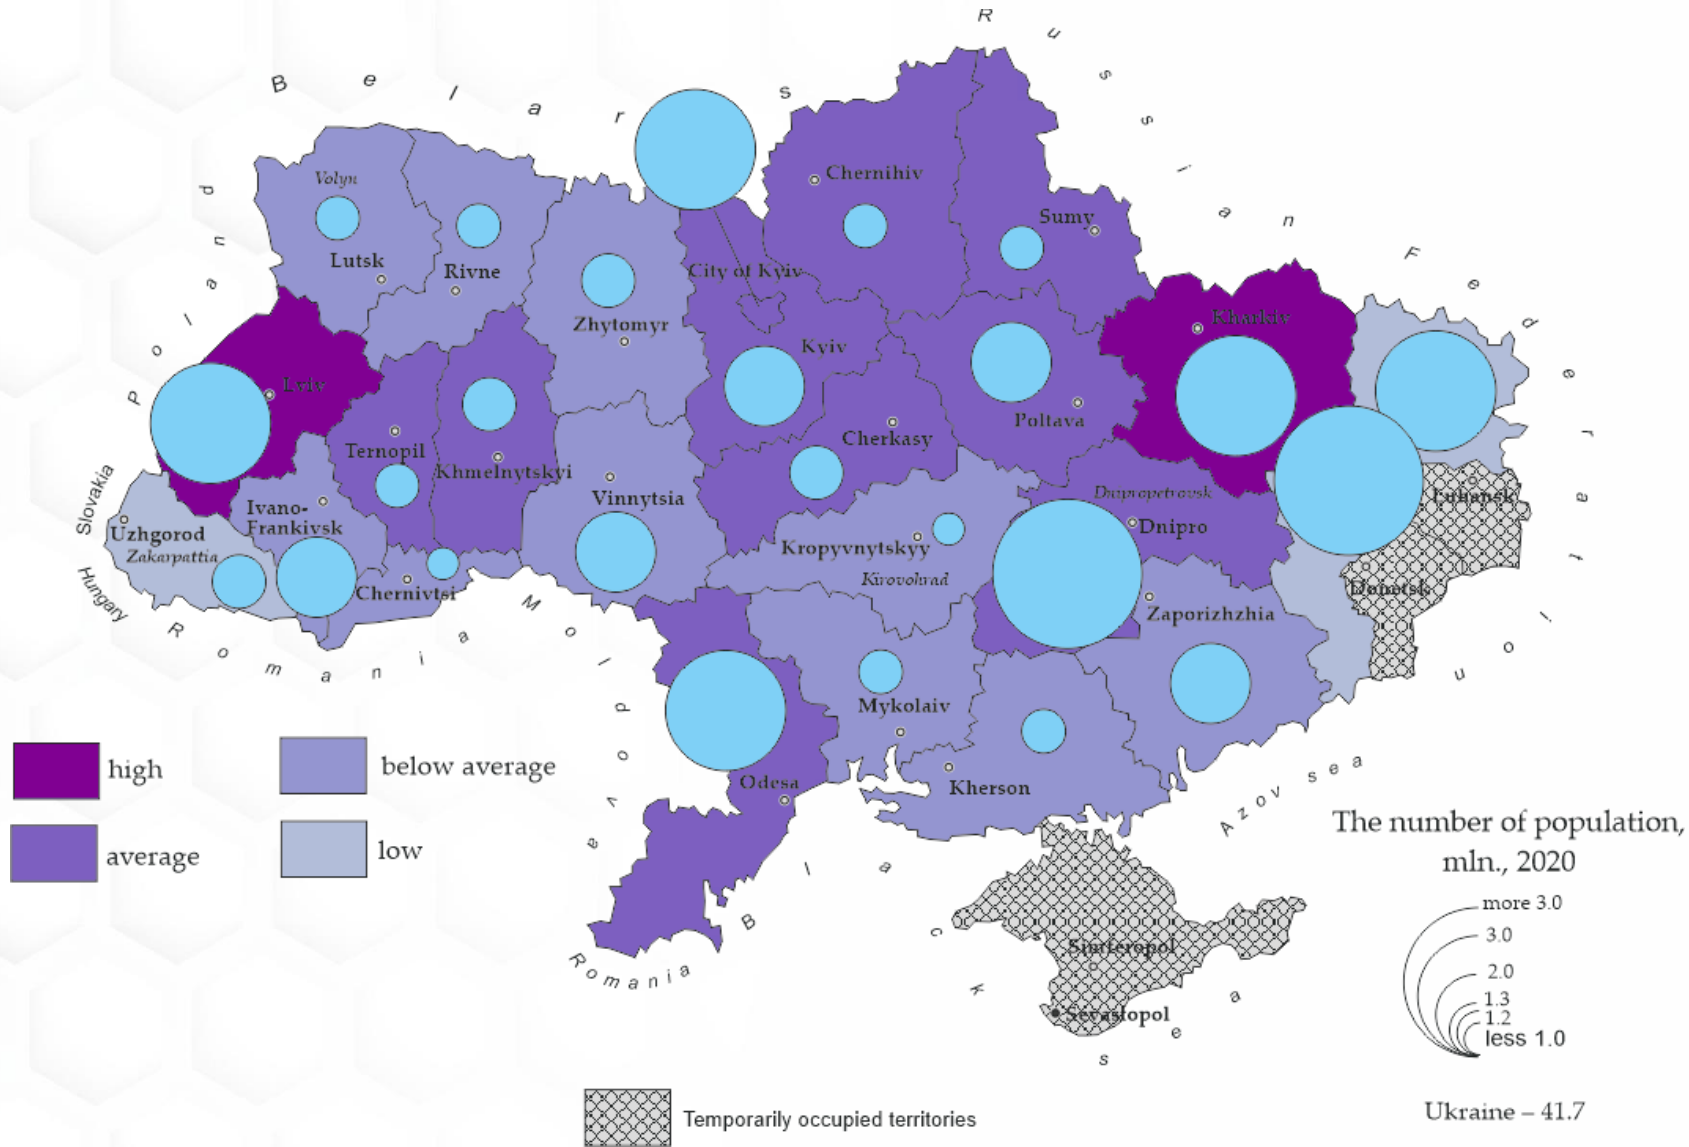 R u s s i a n F e d e r a t i o n
B e l a r s
P o l a n d
Slovakia
Hungary
R o m a n i a
M o l d o v a
Romania
B l a c k s e a
Azov sea
Volyn
Lutsk
Rivne
Zhytomyr
City of Kyiv
Kyiv
Chernihiv
Sumy
Kharkiv
Lviv
Ternopil
Khmelnytskyi
Vinnytsia
Cherkasy
Poltava
Dnipropetrovsk
Dnipro
Luhansk
Donetsk
Uzhgorod
Zakarpattia
Ivano-
Frankivsk
Chernivtsi
Kropyvnytskyy
Kirovohrad
Zaporizhzhia
Mykolaiv
Kherson
Odesa
Simferopol
Sevastopol
high
below average
average
low
The number of population,
mln., 2020
more 3.0
3.0
2.0
1.3
1.2
less 1.0
Ukraine – 41.7
Temporarily occupied territories